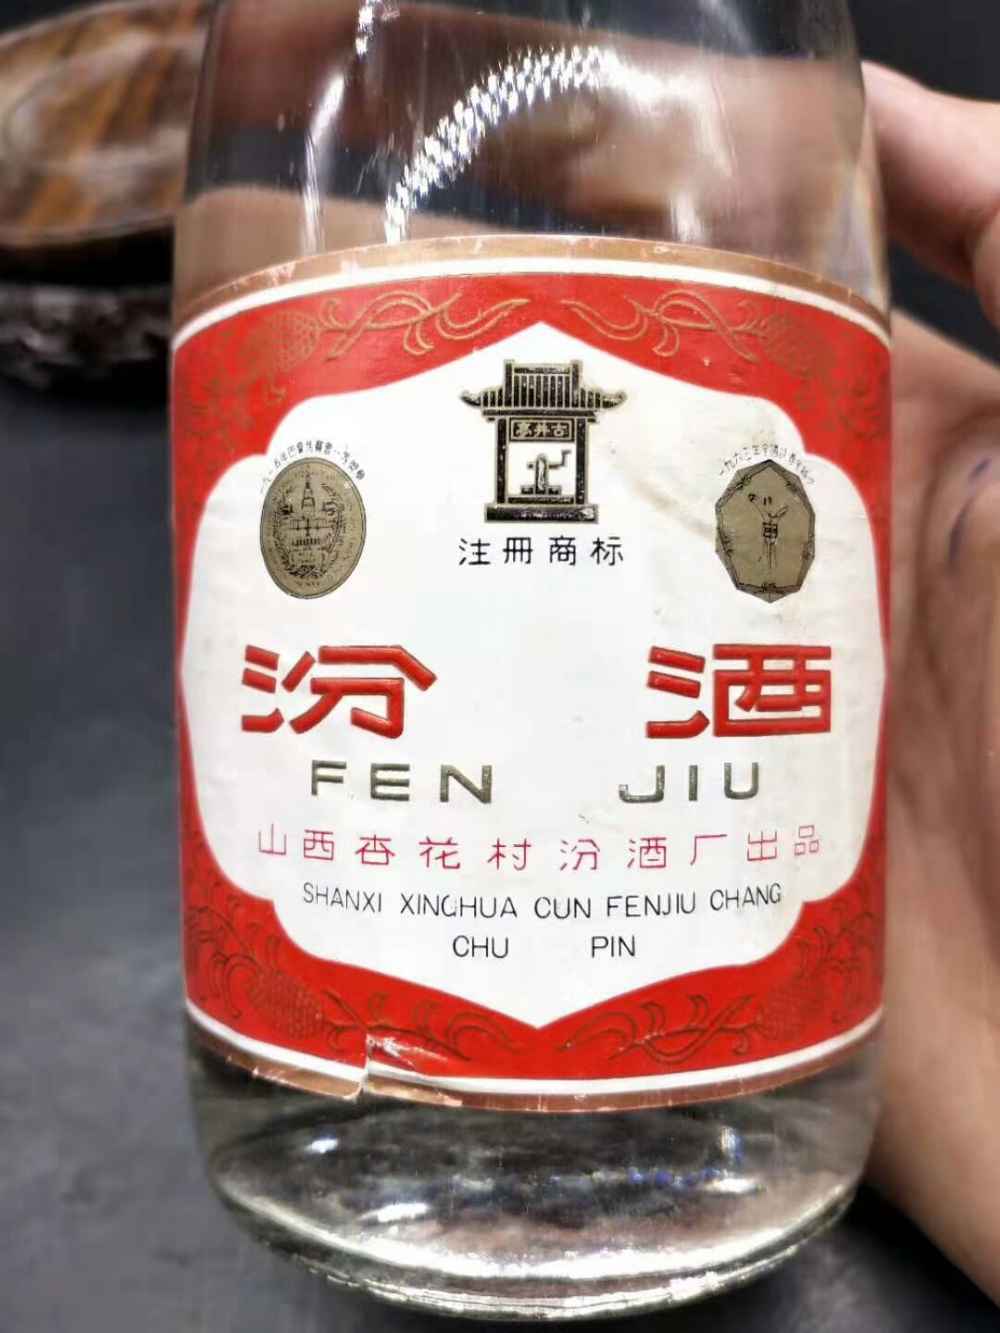 亭井古
注册商标
汾 酒
FEN JIU
山西杏花村汾酒厂出品
SHANXI XINGHUA CUN FENJIU CHANG
CHU PIN